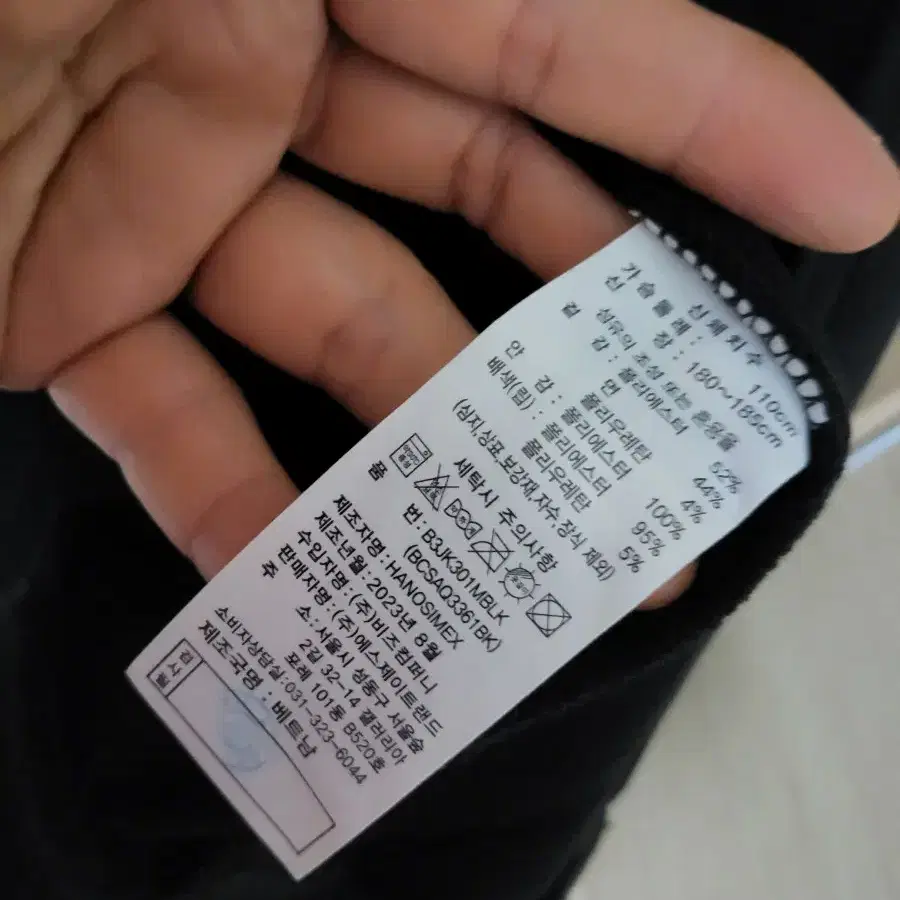 신체치수
가슴둘레 : 110cm
신 장 : 180~185cm
섬유의 조성 또는 혼용율
겉 감 : 폴리에스터 52%
면 44%
폴리우레탄 4%
안 감 : 폴리에스터 100%
배색(립) : 폴리에스터 95%
폴리우레탄 5%
(심지,상표,보강재,자수,장식 제외)
세탁시 주의사항
품 번 : B3JK301MBLK
(BCSAQ3361BK)
제조자명 : HANOSIMEX
제조년월 : 2023년 8월
수입자명 : (주)비즈컴퍼니
판매자명 : (주)에스제이트랜드
주 소 : 서울시 성동구 서울숲
2길 32-14 갤러리아
포레 101동 B520호
소비자상담실 : 031-323-6044
제조국명 : 베트남
검사필